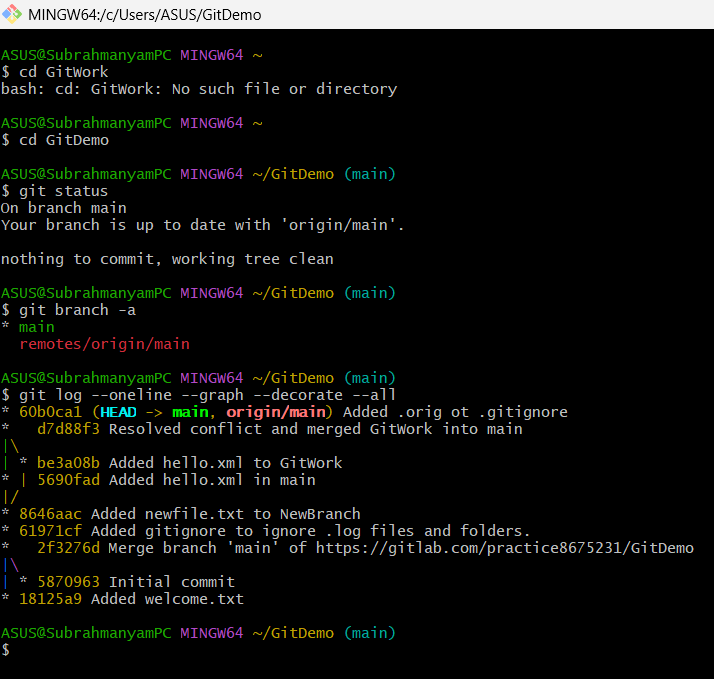 MINGW64:/c/Users/ASUS/GitDemo
ASUS@SubrahmanyamPC MINGW64 ~
$ cd GitWork
bash: cd: GitWork: No such file or directory
ASUS@SubrahmanyamPC MINGW64 ~
$ cd GitDemo
ASUS@SubrahmanyamPC MINGW64 ~/GitDemo (main)
$ git status
On branch main
Your branch is up to date with 'origin/main'.
nothing to commit, working tree clean
ASUS@SubrahmanyamPC MINGW64 ~/GitDemo (main)
$ git branch -a
* main
  remotes/origin/main
ASUS@SubrahmanyamPC MINGW64 ~/GitDemo (main)
$ git log --oneline --graph --decorate --all
* 60b0ca1 (HEAD -> main, origin/main) Added .orig ot .gitignore
*   d7d88f3 Resolved conflict and merged GitWork into main
|\
| * be3a08b Added hello.xml to GitWork
* | 5690fad Added hello.xml in main
|/
* 8646aac Added newfile.txt to NewBranch
* 61971cf Added gitignore to ignore .log files and folders.
*   2f3276d Merge branch 'main' of https://gitlab.com/practice8675231/GitDemo
|\
| * 5870963 Initial commit
* 18125a9 Added welcome.txt
ASUS@SubrahmanyamPC MINGW64 ~/GitDemo (main)
$